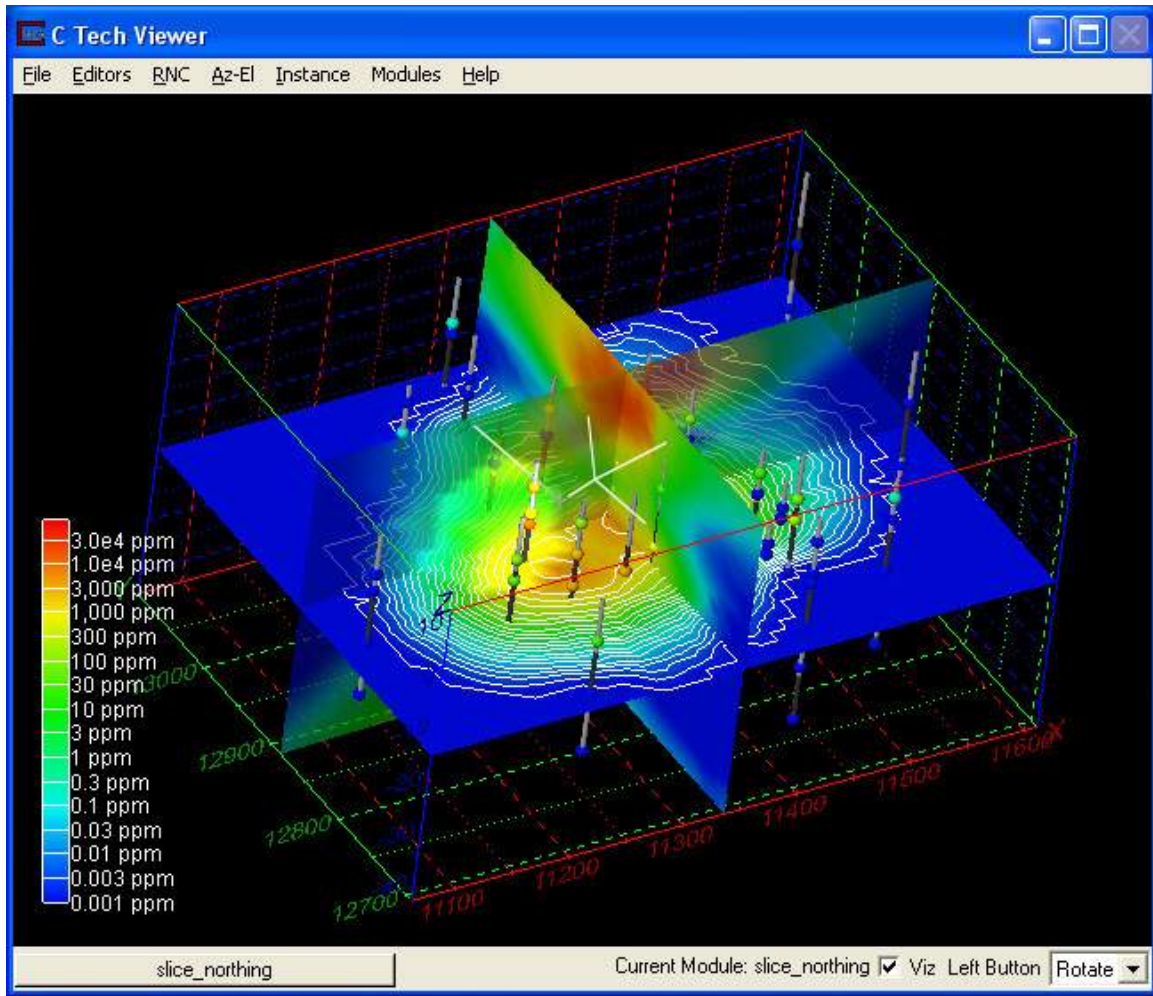 C Tech Viewer
File Editors RNC Az-El Instance Modules Help
3.0e4 ppm
1.0e4 ppm
3,000 ppm
1,000 ppm
300 ppm
100 ppm
30 ppm
10 ppm
3 ppm
1 ppm
0.3 ppm
0.1 ppm
0.03 ppm
0.01 ppm
0.003 ppm
0.001 ppm
Z
13000
12900
12800
12700
11100
11200
11300
11400
11500
11600
X
slice_northing
Current Module: slice_northing Viz Left Button Rotate